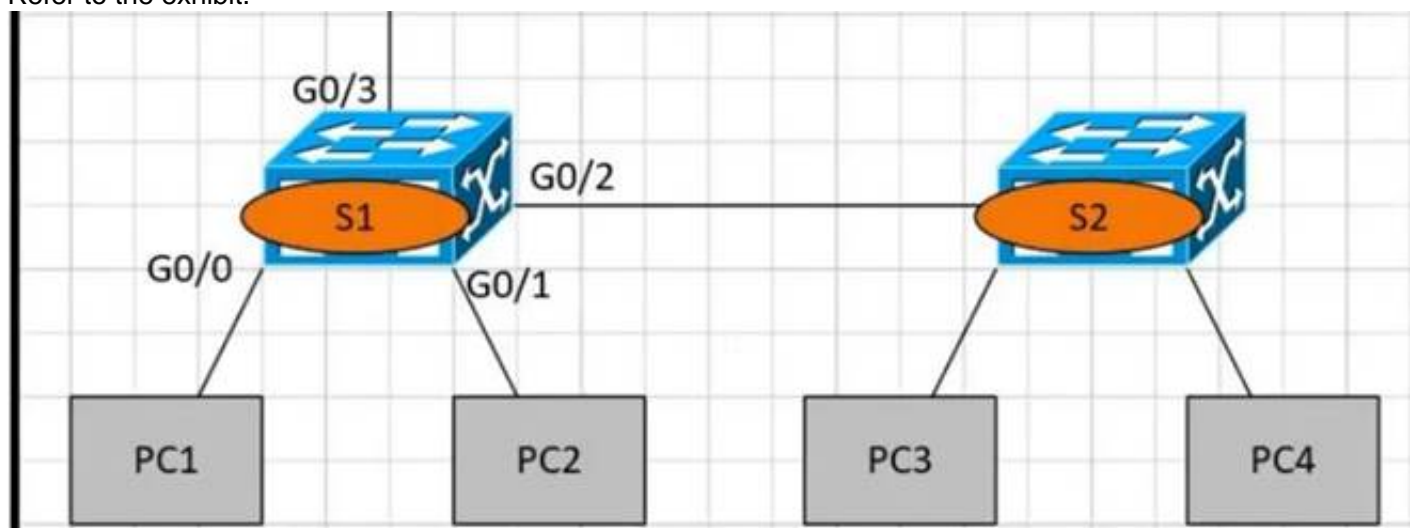 Refer to the exhibit.
G0/3
G0/2
S1
S2
G0/0
G0/1
PC1
PC2
PC3
PC4